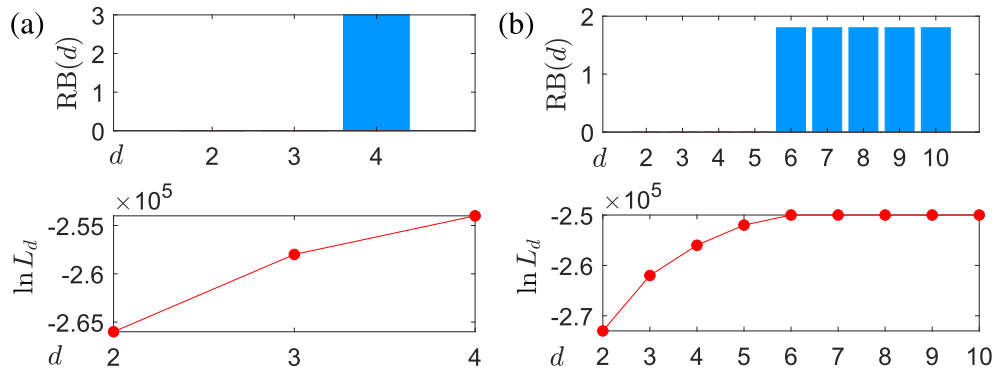 (a)
RB(d)
3
2
1
0
d 2 3 4
×10^5
ln L_d
-2.55
-2.6
-2.65
2 3 4
d
(b)
RB(d)
2
1
0
d 2 3 4 5 6 7 8 9 10
×10^5
ln L_d
-2.5
-2.6
-2.7
2 3 4 5 6 7 8 9 10
d